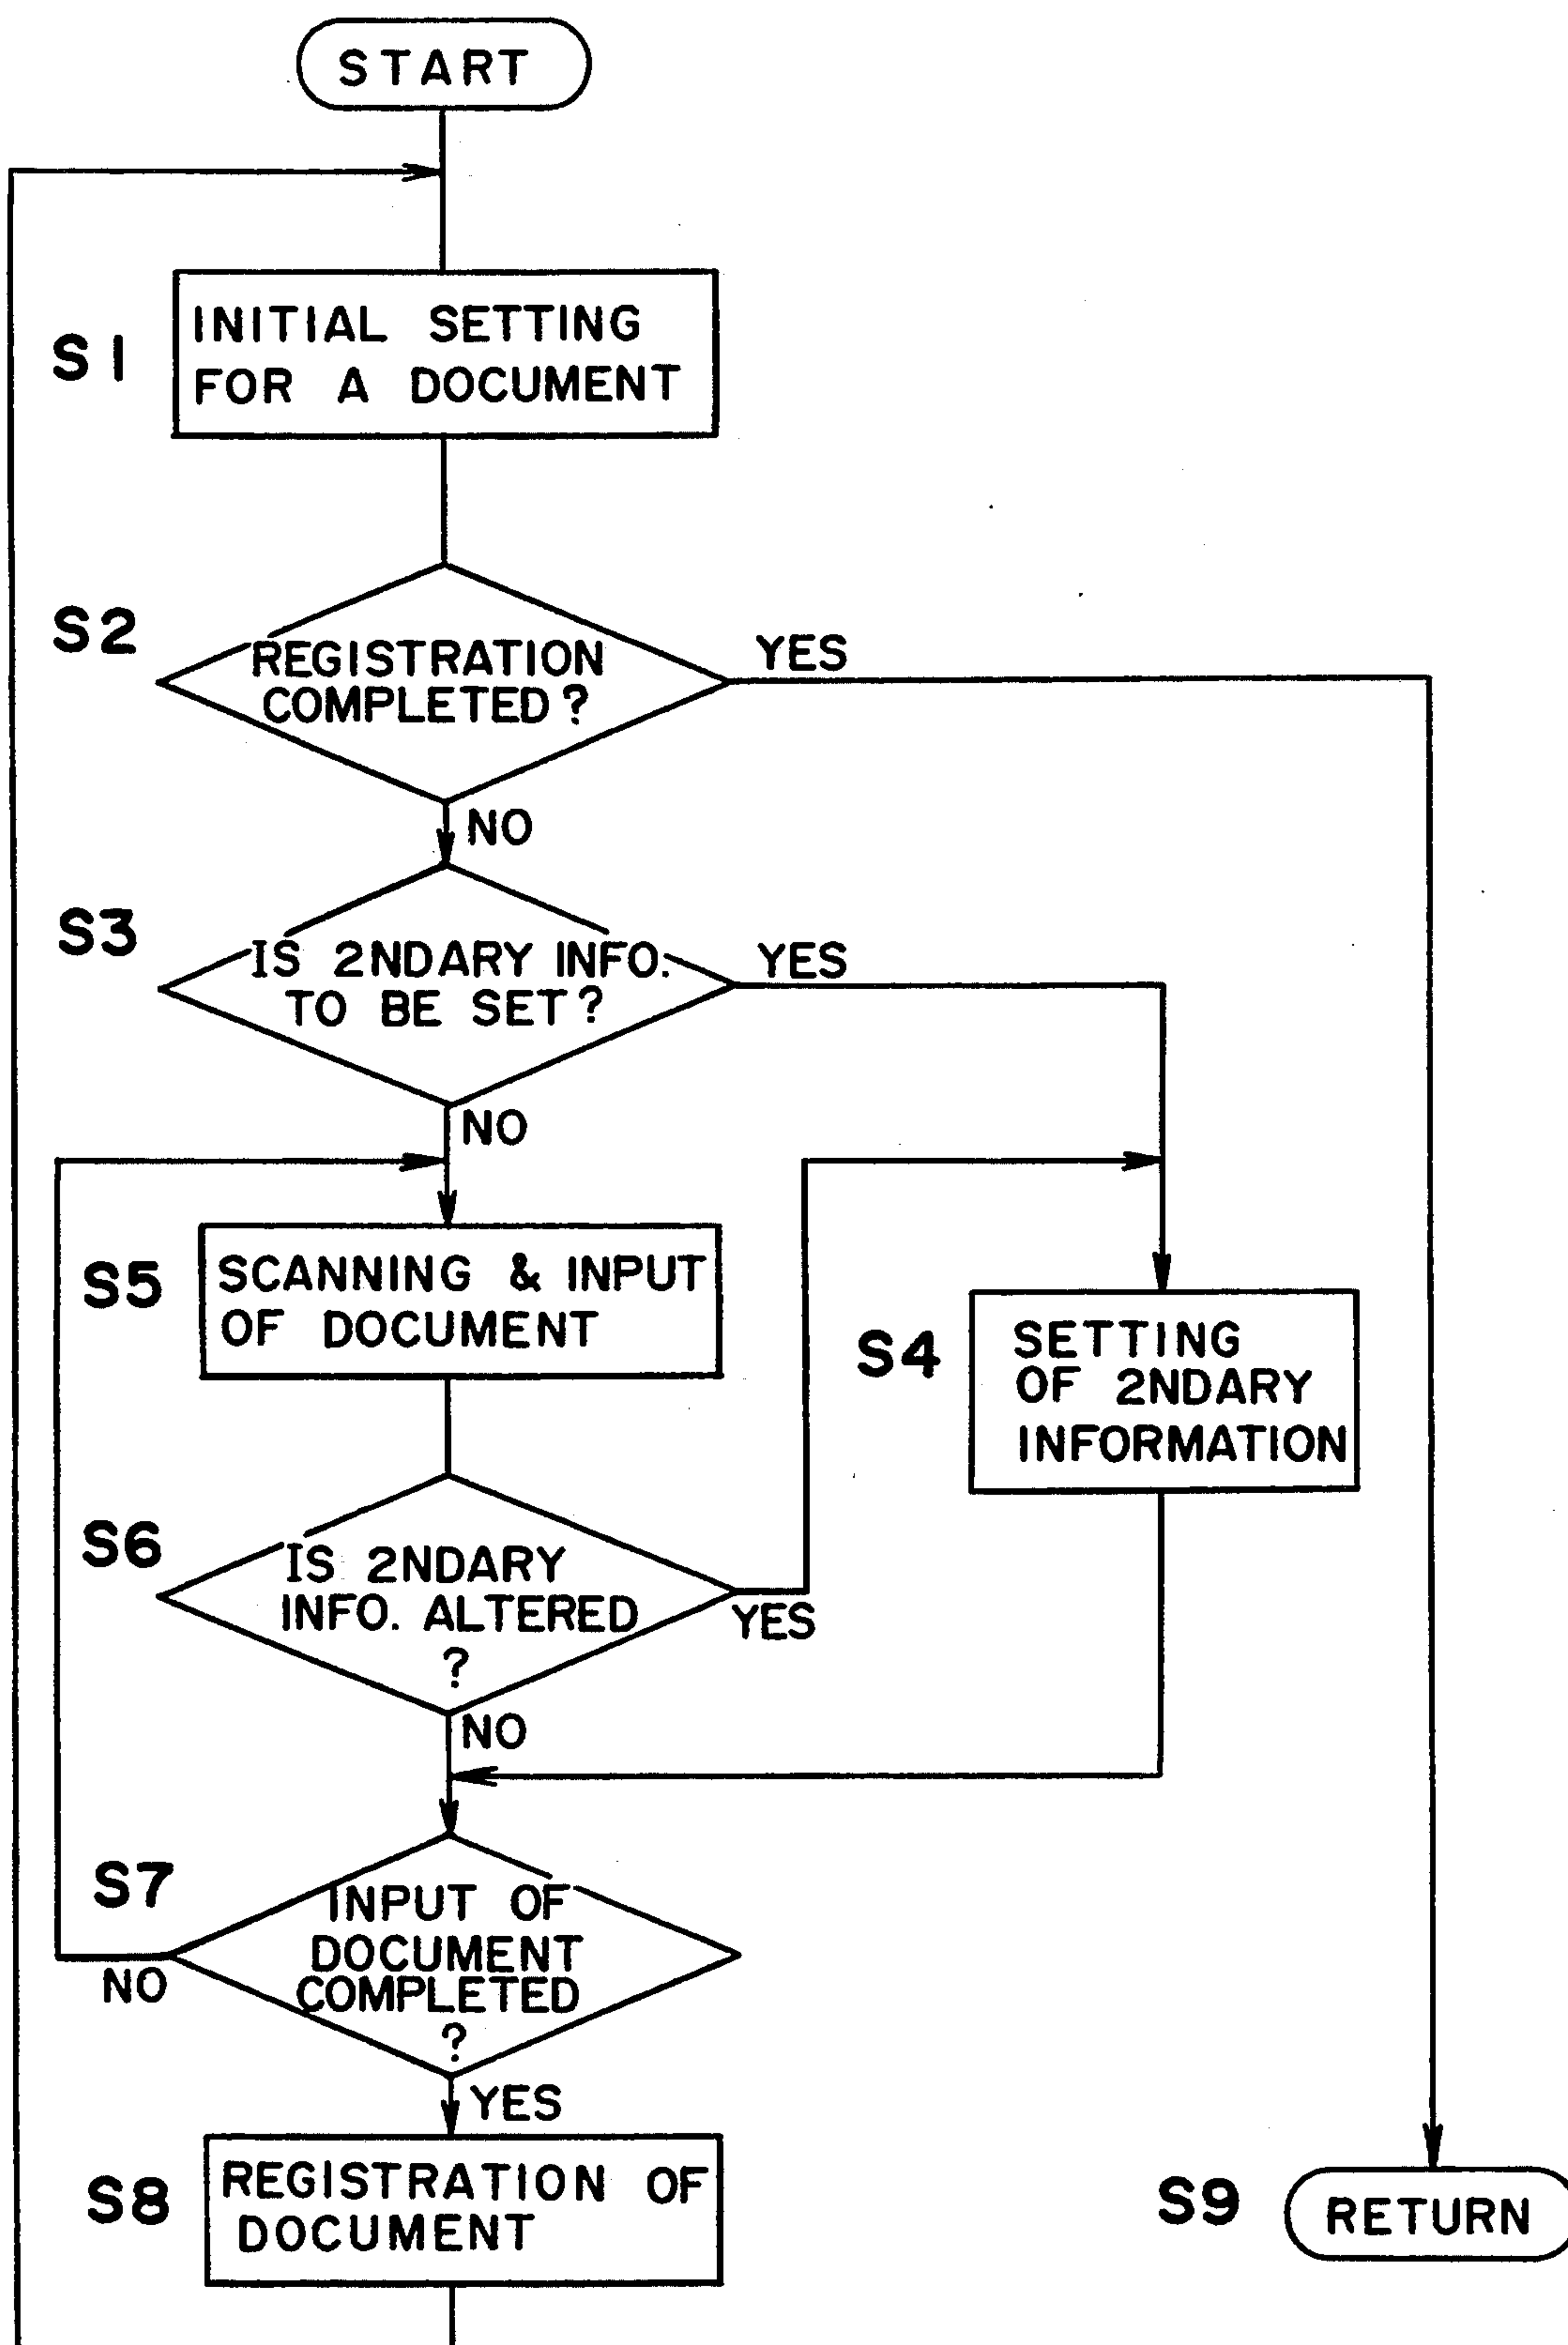 START
S1
INITIAL SETTING
FOR A DOCUMENT
S2
REGISTRATION
COMPLETED?
YES
NO
S3
IS 2NDARY INFO.
TO BE SET?
YES
NO
S5
SCANNING & INPUT
OF DOCUMENT
S4
SETTING
OF 2NDARY
INFORMATION
S6
IS 2NDARY
INFO. ALTERED
?
YES
NO
S7
INPUT OF
DOCUMENT
COMPLETED
?
NO
YES
S8
REGISTRATION OF
DOCUMENT
S9
RETURN